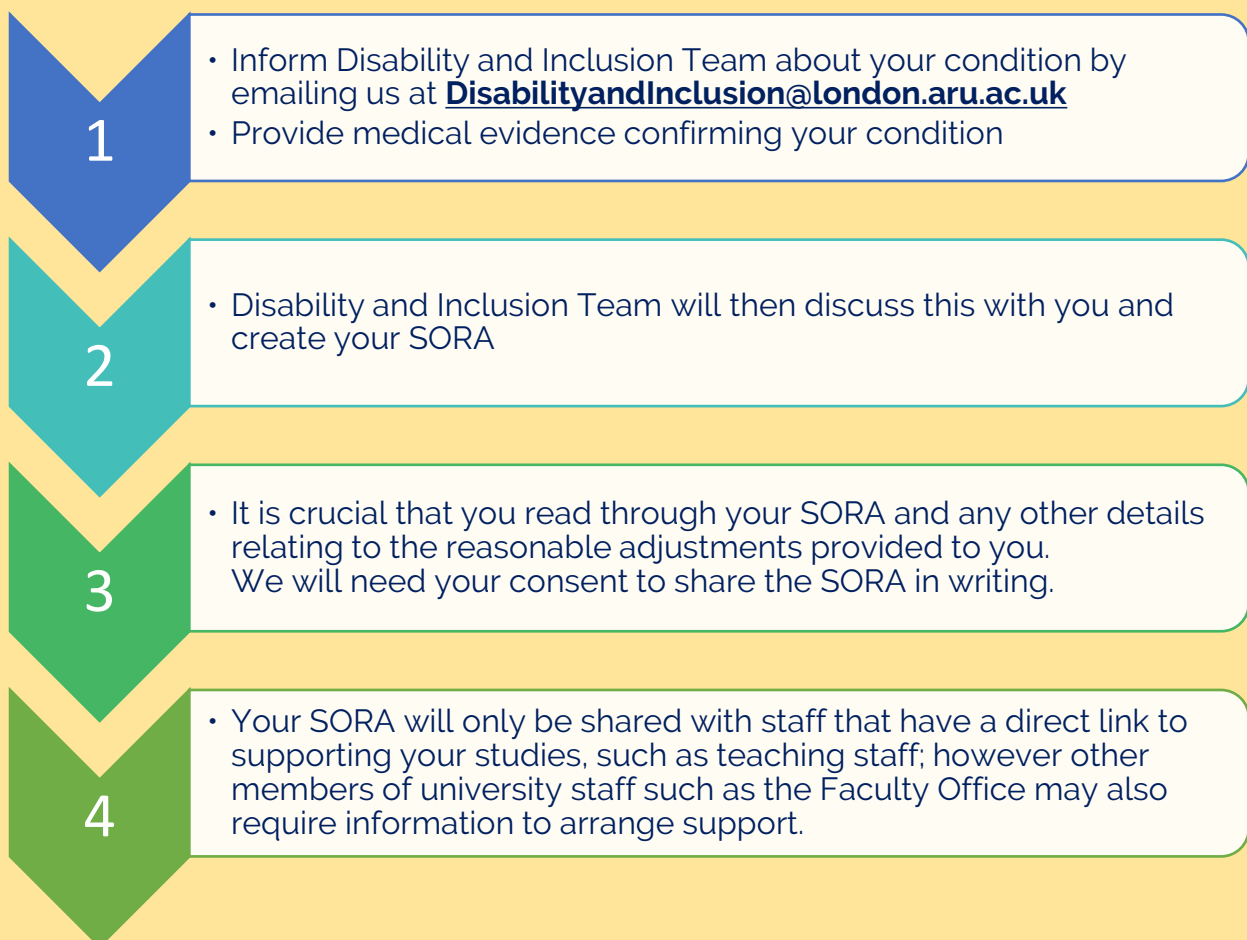 1
• Inform Disability and Inclusion Team about your condition by
emailing us at DisabilityandInclusion@london.aru.ac.uk
• Provide medical evidence confirming your condition
2
• Disability and Inclusion Team will then discuss this with you and
create your SORA
3
• It is crucial that you read through your SORA and any other details
relating to the reasonable adjustments provided to you.
We will need your consent to share the SORA in writing.
4
• Your SORA will only be shared with staff that have a direct link to
supporting your studies, such as teaching staff; however other
members of university staff such as the Faculty Office may also
require information to arrange support.